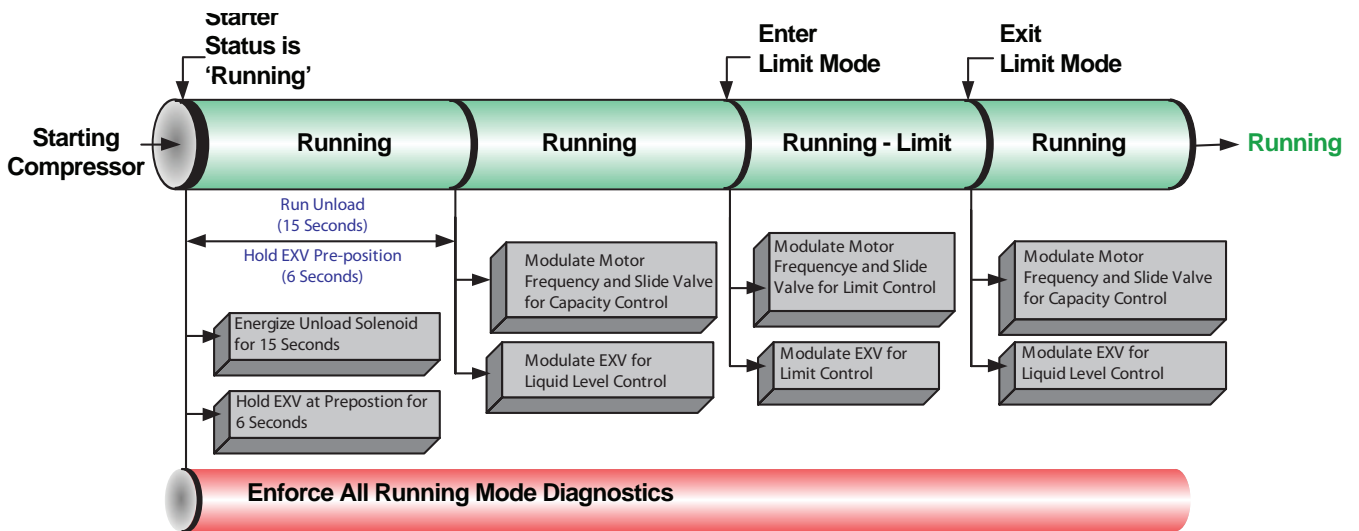 Starter
Status is
‘Running’
Enter
Limit Mode
Exit
Limit Mode
Starting
Compressor
Running
Running
Running - Limit
Running
Running
Run Unload
(15 Seconds)
Hold EXV Pre-position
(6 Seconds)
Energize Unload Solenoid
for 15 Seconds
Hold EXV at Prepostion for
6 Seconds
Modulate Motor
Frequency and Slide Valve
for Capacity Control
Modulate EXV for
Liquid Level Control
Modulate Motor
Frequencye and Slide
Valve for Limit Control
Modulate EXV for
Limit Control
Modulate Motor
Frequency and Slide Valve
for Capacity Control
Modulate EXV for
Liquid Level Control
Enforce All Running Mode Diagnostics